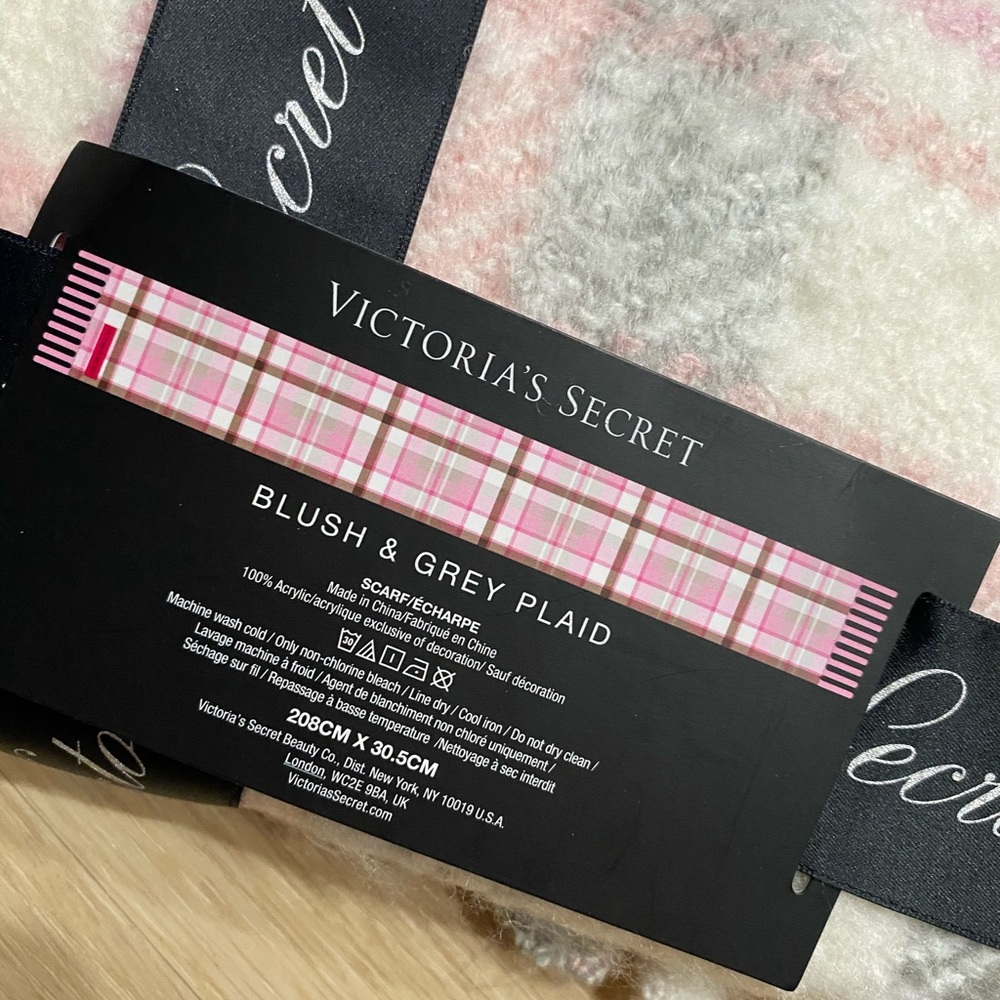 ecret
VICTORIA'S SECRET
BLUSH & GREY PLAID
SCARF/ÉCHARPE
Made in China/Fabriqué en Chine
100% Acrylic/acrylique exclusive of decoration/ Sauf décoration
30
Machine wash cold / Only non-chlorine bleach / Line dry / Cool iron / Do not dry clean /
Lavage machine à froid / Agent de blanchiment non chloré uniquement /
Séchage sur fil / Repassage à basse temperature /Nettoyage à sec interdit
208CM X 30.5CM
Victoria's Secret Beauty Co., Dist. New York, NY 10019 U.S.A.
London, WC2E 9BA, UK
VictoriasSecret.com
Secre